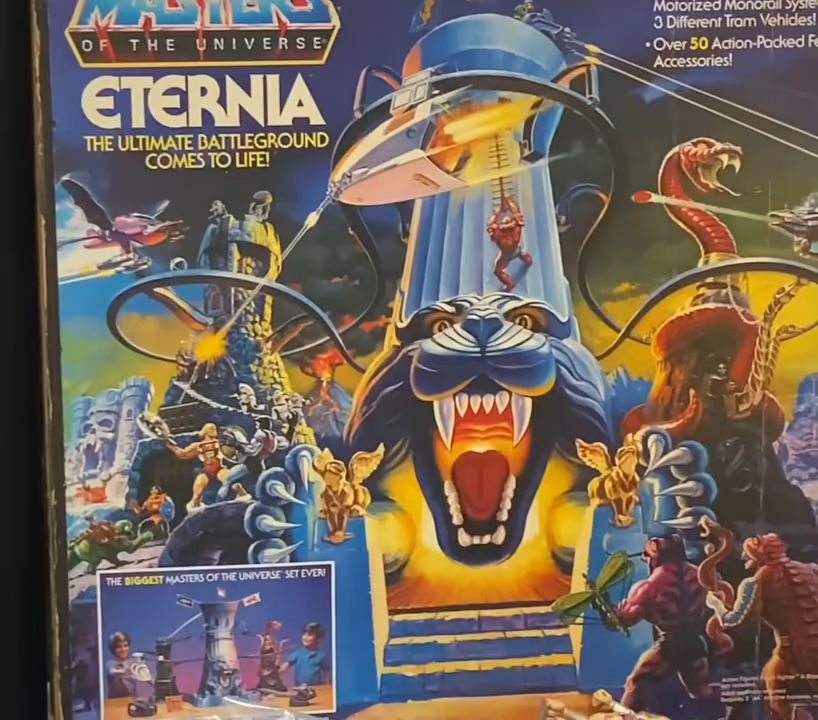 MASTERS
OF THE UNIVERSE
ETERNIA
THE ULTIMATE BATTLEGROUND
COMES TO LIFE!
Motorized Monorail Syste
3 Different Tram Vehicles!
• Over 50 Action-Packed Fe
Accessories!
THE BIGGEST MASTERS OF THE UNIVERSE SET EVER!